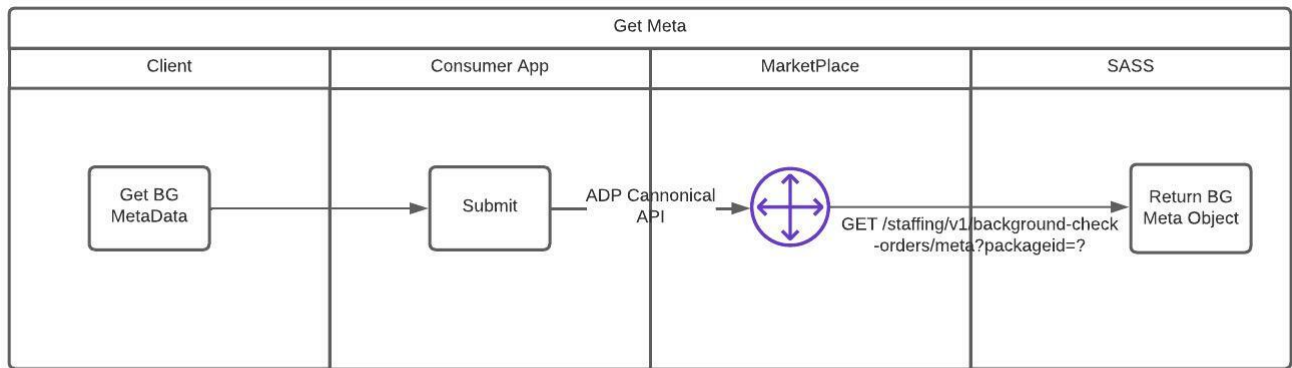 Get Meta
Client
Consumer App
MarketPlace
SASS
Get BG
MetaData
Submit
ADP Cannonical
API
GET /staffing/v1/background-check
-orders/meta?packageid=?
Return BG
Meta Object